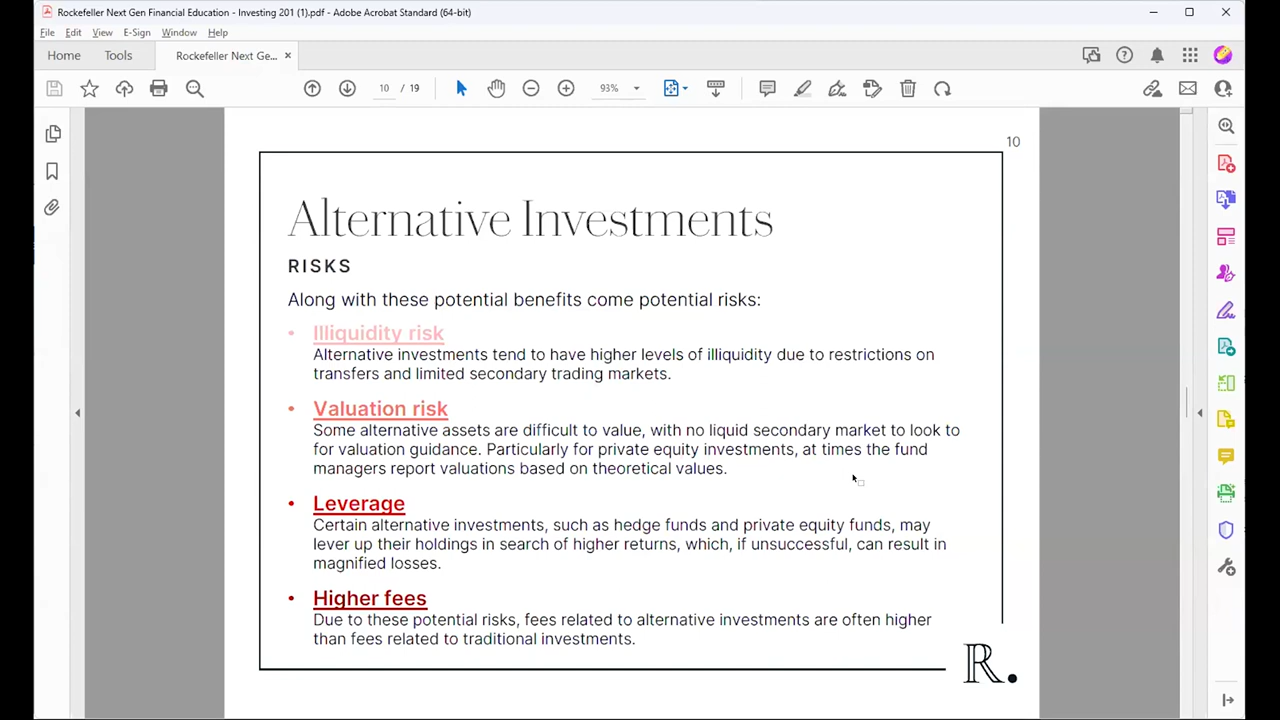 Rockefeller Next Gen Financial Education - Investing 201 (1).pdf - Adobe Acrobat Standard (64-bit)
File Edit View E-Sign Window Help
Home Tools Rockefeller Next Ge... ×
10 / 19 93%
10
Alternative Investments
RISKS
Along with these potential benefits come potential risks:
• Illiquidity risk
Alternative investments tend to have higher levels of illiquidity due to restrictions on
transfers and limited secondary trading markets.
• Valuation risk
Some alternative assets are difficult to value, with no liquid secondary market to look to
for valuation guidance. Particularly for private equity investments, at times the fund
managers report valuations based on theoretical values.
• Leverage
Certain alternative investments, such as hedge funds and private equity funds, may
lever up their holdings in search of higher returns, which, if unsuccessful, can result in
magnified losses.
• Higher fees
Due to these potential risks, fees related to alternative investments are often higher
than fees related to traditional investments.
R.